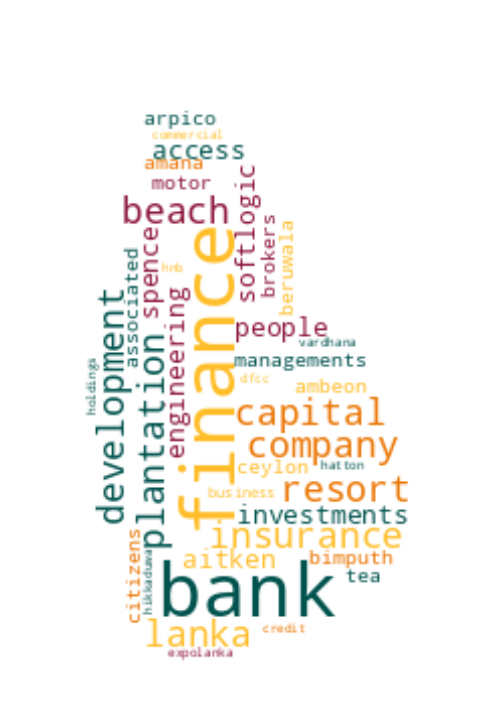 arpico
commercial
access
amana
motor
beach
softlogic
brokers
beruwala
spence
associated
hnb
finance
engineering
development
plantation
holdings
people
vardhana
managements
dfcc
ambeon
capital
company
ceylon
hatton
business
resort
investments
insurance
citizens
hikkaduwa
aitken
bimputh
tea
bank
lanka
credit
expolanka